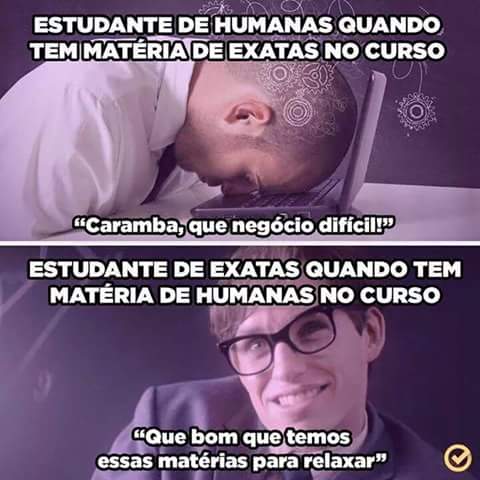 ESTUDANTE DE HUMANAS QUANDO
TEM MATÉRIA DE EXATAS NO CURSO
“Caramba, que negócio difícil!”
ESTUDANTE DE EXATAS QUANDO TEM
MATÉRIA DE HUMANAS NO CURSO
“Que bom que temos
essas matérias para relaxar”